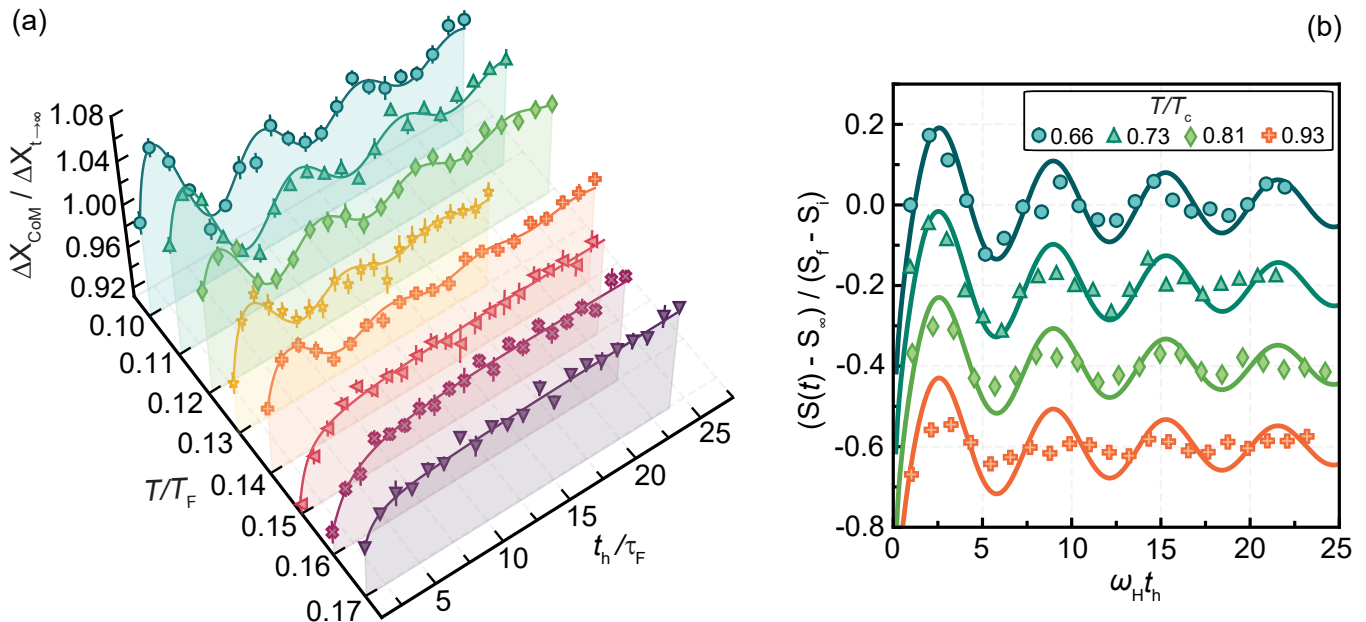 (a)
ΔX_CoM / ΔX_t→∞
1.08
1.04
1.00
0.96
0.92
0.10
0.11
0.12
0.13
0.14
0.15
0.16
0.17
T/T_F
5
10
15
20
25
t_h/τ_F
(b)
(S(t) - S_∞) / (S_f - S_i)
0.2
0.0
-0.2
-0.4
-0.6
-0.8
T/T_c
0.66 0.73 0.81 0.93
0 5 10 15 20 25
ω_H t_h